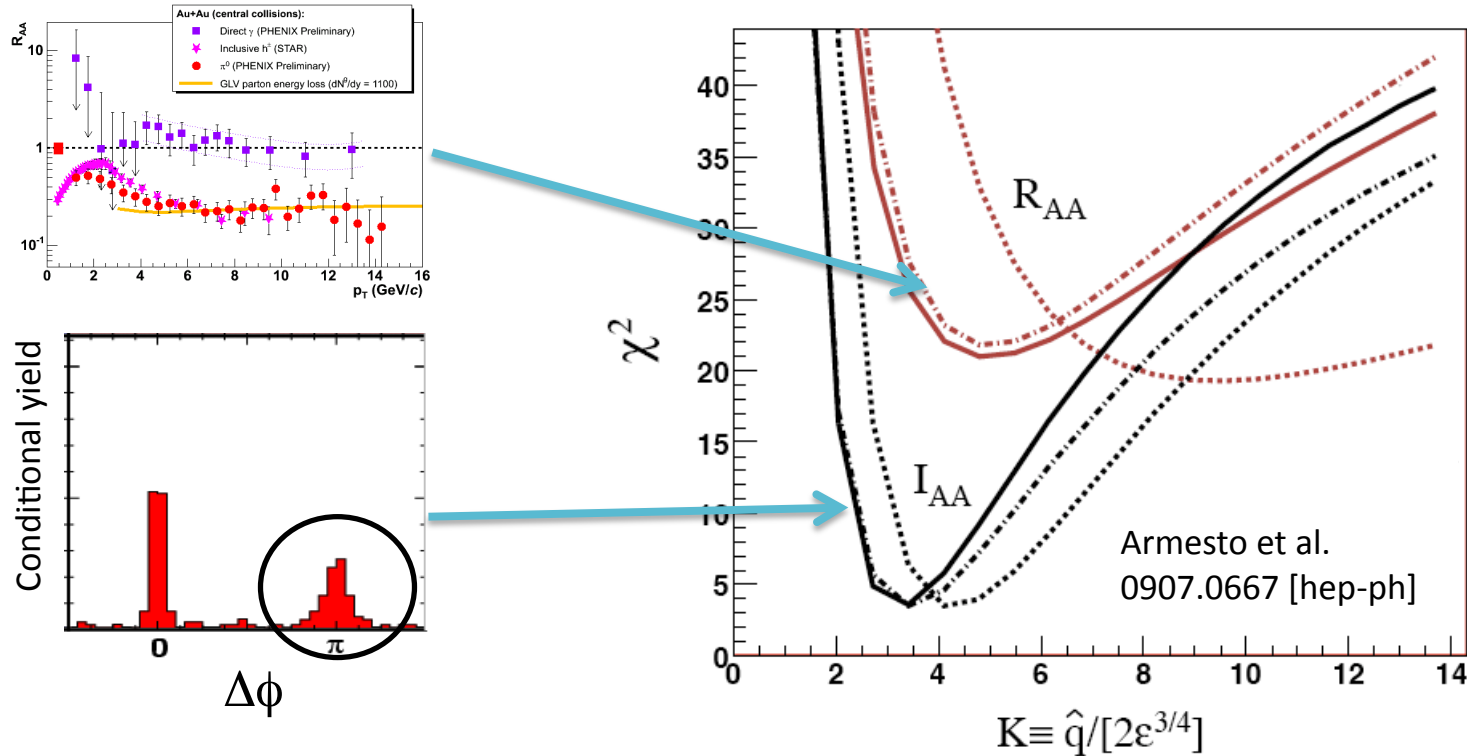 Au+Au (central collisions):
Direct γ (PHENIX Preliminary)
Inclusive h± (STAR)
π⁰ (PHENIX Preliminary)
GLV parton energy loss (dNᵍ/dy = 1100)
R_AA
10
1
10⁻¹
0 2 4 6 8 10 12 14 16
p_T (GeV/c)
Conditional yield
0 π
Δϕ
40
35
30
25
20
15
10
5
0
χ²
R_AA
I_AA
Armesto et al.
0907.0667 [hep-ph]
0 2 4 6 8 10 12 14
K≡ q̂/[2ε^3/4]